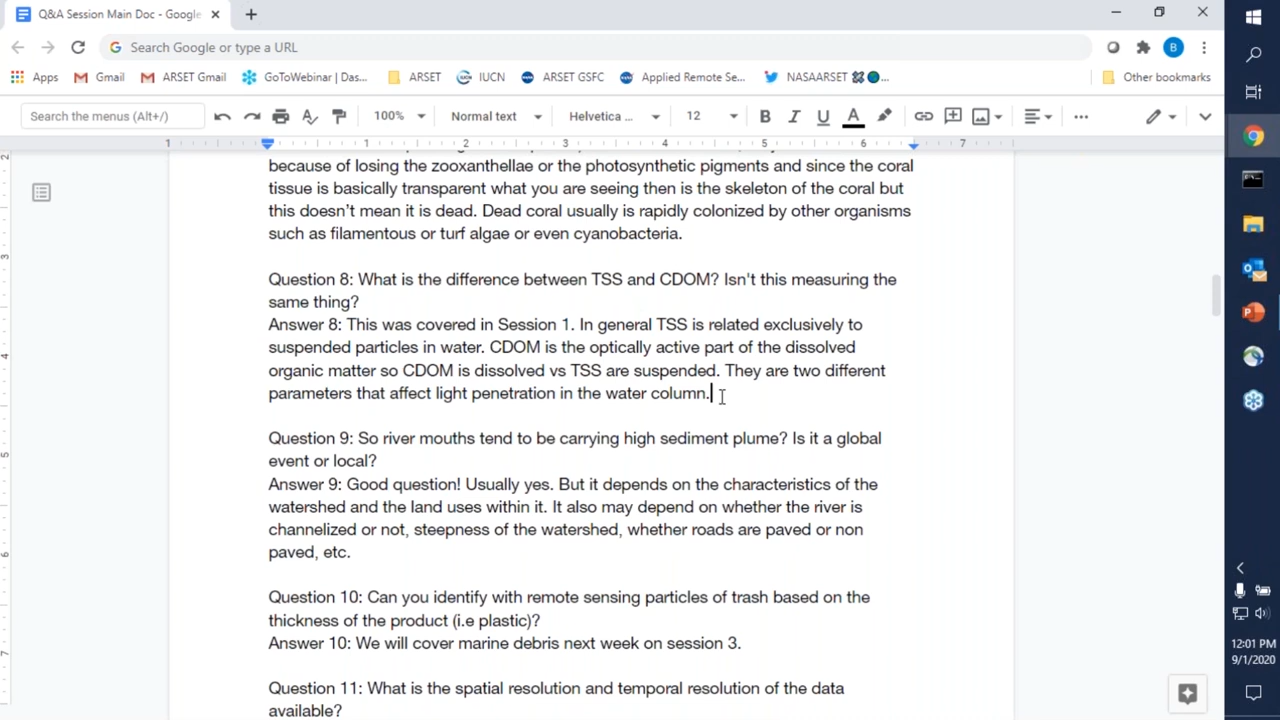 Q&A Session Main Doc - Google
Search Google or type a URL
Apps
Gmail
ARSET Gmail
GoToWebinar | Das...
ARSET
IUCN
ARSET GSFC
Applied Remote Se...
NASAARSET
Other bookmarks
B
Search the menus (Alt+/)
100%
Normal text
Helvetica ...
12
B
I
U
A
1
1
2
3
4
5
6
7
2
3
4
5
6
7
because of losing the zooxanthellae or the photosynthetic pigments and since the coral
tissue is basically transparent what you are seeing then is the skeleton of the coral but
this doesn't mean it is dead. Dead coral usually is rapidly colonized by other organisms
such as filamentous or turf algae or even cyanobacteria.
Question 8: What is the difference between TSS and CDOM? Isn't this measuring the
same thing?
Answer 8: This was covered in Session 1. In general TSS is related exclusively to
suspended particles in water. CDOM is the optically active part of the dissolved
organic matter so CDOM is dissolved vs TSS are suspended. They are two different
parameters that affect light penetration in the water column.
Question 9: So river mouths tend to be carrying high sediment plume? Is it a global
event or local?
Answer 9: Good question! Usually yes. But it depends on the characteristics of the
watershed and the land uses within it. It also may depend on whether the river is
channelized or not, steepness of the watershed, whether roads are paved or non
paved, etc.
Question 10: Can you identify with remote sensing particles of trash based on the
thickness of the product (i.e plastic)?
Answer 10: We will cover marine debris next week on session 3.
Question 11: What is the spatial resolution and temporal resolution of the data
available?
12:01 PM
9/1/2020